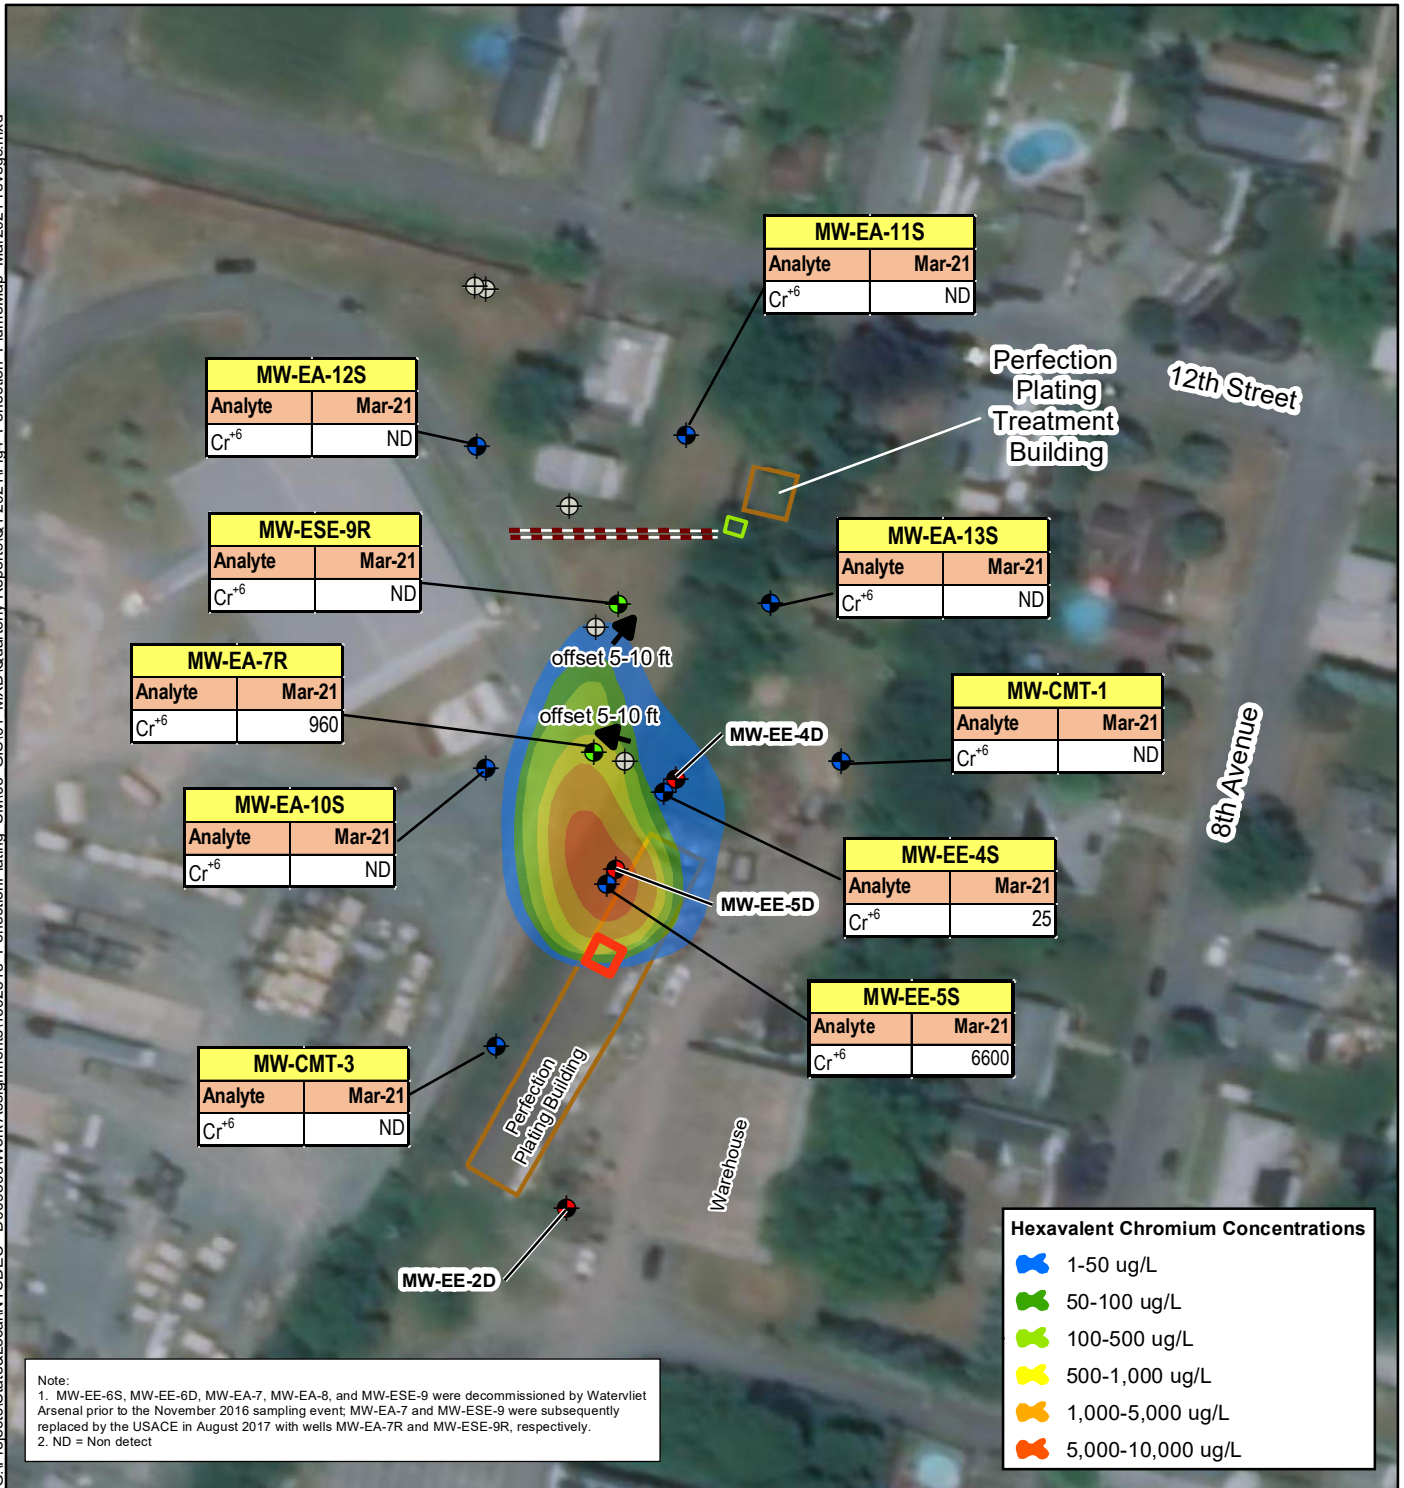 MW-EA-11S
Analyte Mar-21
Cr+6 ND
Perfection
Plating
Treatment
Building
12th Street
MW-EA-12S
Analyte Mar-21
Cr+6 ND
MW-ESE-9R
Analyte Mar-21
Cr+6 ND
MW-EA-13S
Analyte Mar-21
Cr+6 ND
offset 5-10 ft
MW-EA-7R
Analyte Mar-21
Cr+6 960
offset 5-10 ft
MW-EE-4D
MW-CMT-1
Analyte Mar-21
Cr+6 ND
8th Avenue
MW-EA-10S
Analyte Mar-21
Cr+6 ND
MW-EE-4S
Analyte Mar-21
Cr+6 25
MW-EE-5D
MW-EE-5S
Analyte Mar-21
Cr+6 6600
MW-CMT-3
Analyte Mar-21
Cr+6 ND
Perfection
Plating Building
Warehouse
MW-EE-2D
Hexavalent Chromium Concentrations
1-50 ug/L
50-100 ug/L
100-500 ug/L
500-1,000 ug/L
1,000-5,000 ug/L
5,000-10,000 ug/L
Note:
1. MW-EE-6S, MW-EE-6D, MW-EA-7, MW-EA-8, and MW-ESE-9 were decommissioned by Watervliet
Arsenal prior to the November 2016 sampling event; MW-EA-7 and MW-ESE-9 were subsequently
replaced by the USACE in August 2017 with wells MW-EA-7R and MW-ESE-9R, respectively.
2. ND = Non detect